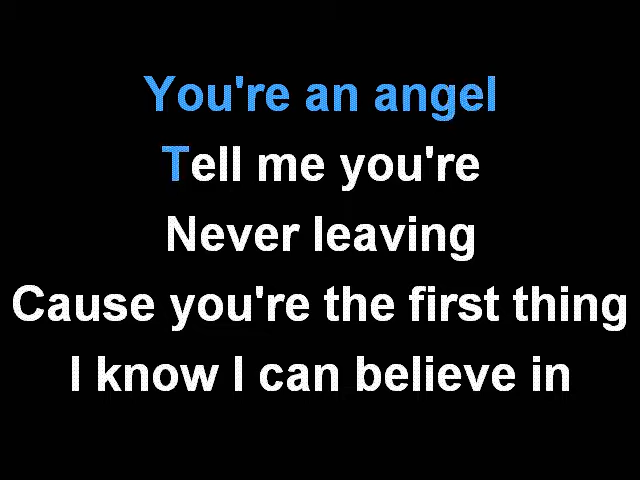 You're an angel
Tell me you're
Never leaving
Cause you're the first thing
I know I can believe in